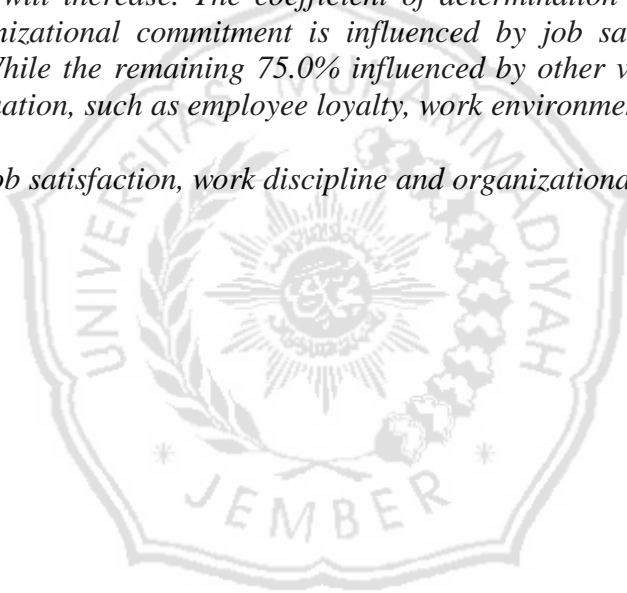 will increase. The coefficient of determination
nizational commitment is influenced by job sa
While the remaining 75.0% influenced by other v
uation, such as employee loyalty, work environme
ob satisfaction, work discipline and organizationa
UNIVERSITAS MUHAMMADIYAH
JEMBER